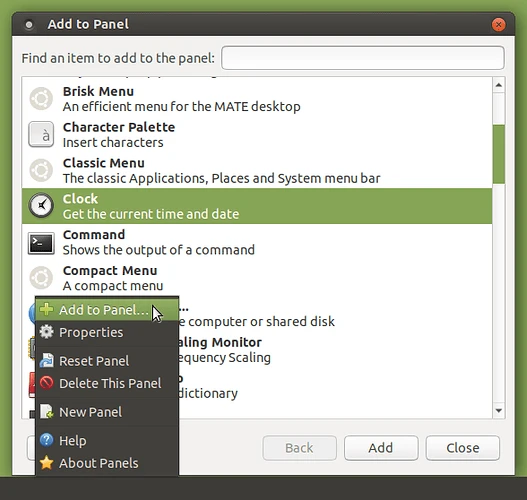 Add to Panel
Find an item to add to the panel:
Brisk Menu
An efficient menu for the MATE desktop
Character Palette
Insert characters
Classic Menu
The classic Applications, Places and System menu bar
Clock
Get the current time and date
Command
Shows the output of a command
Compact Menu
A compact menu
...
e computer or shared disk
aling Monitor
equency Scaling
o
dictionary
Add to Panel...
Properties
Reset Panel
Delete This Panel
New Panel
Help
About Panels
Back
Add
Close